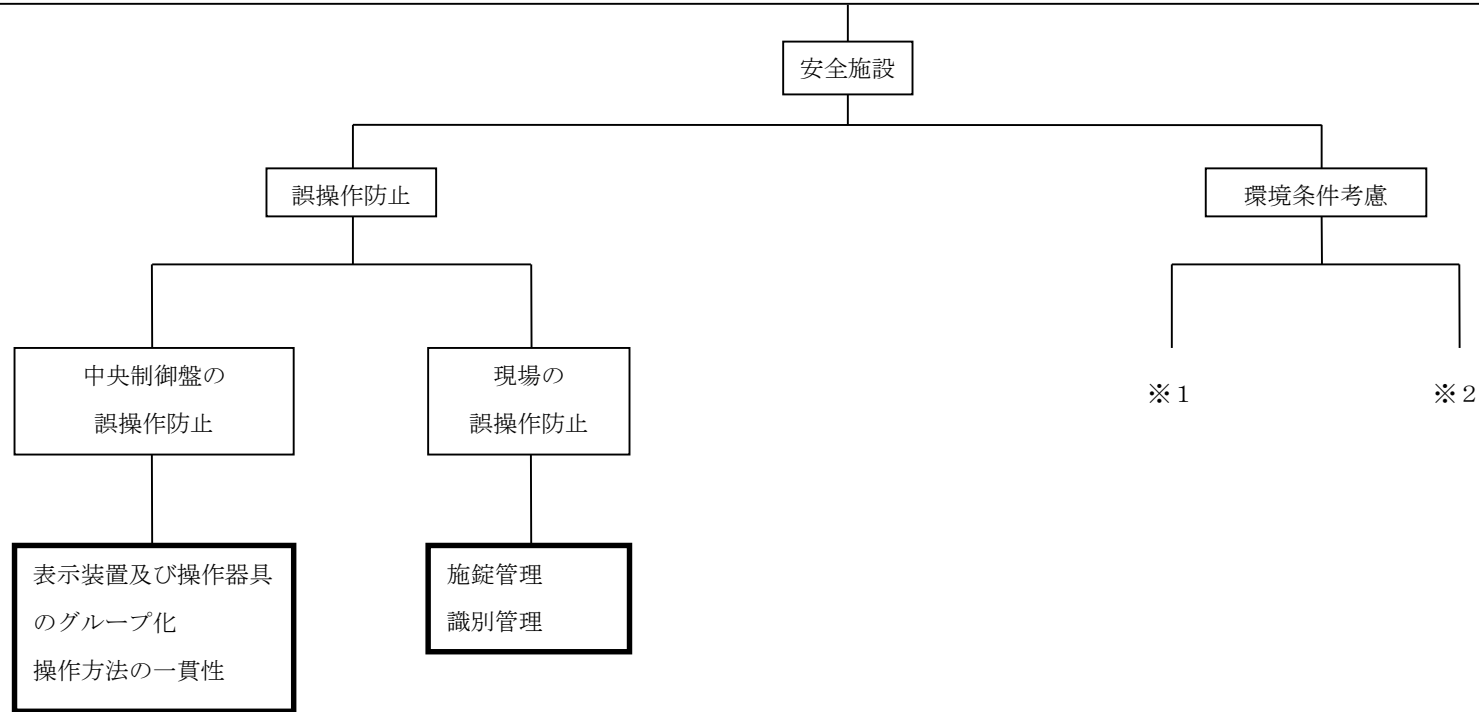 安全施設
誤操作防止
環境条件考慮
中央制御盤の
誤操作防止
現場の
誤操作防止
※1
※2
表示装置及び操作器具
のグループ化
操作方法の一貫性
施錠管理
識別管理